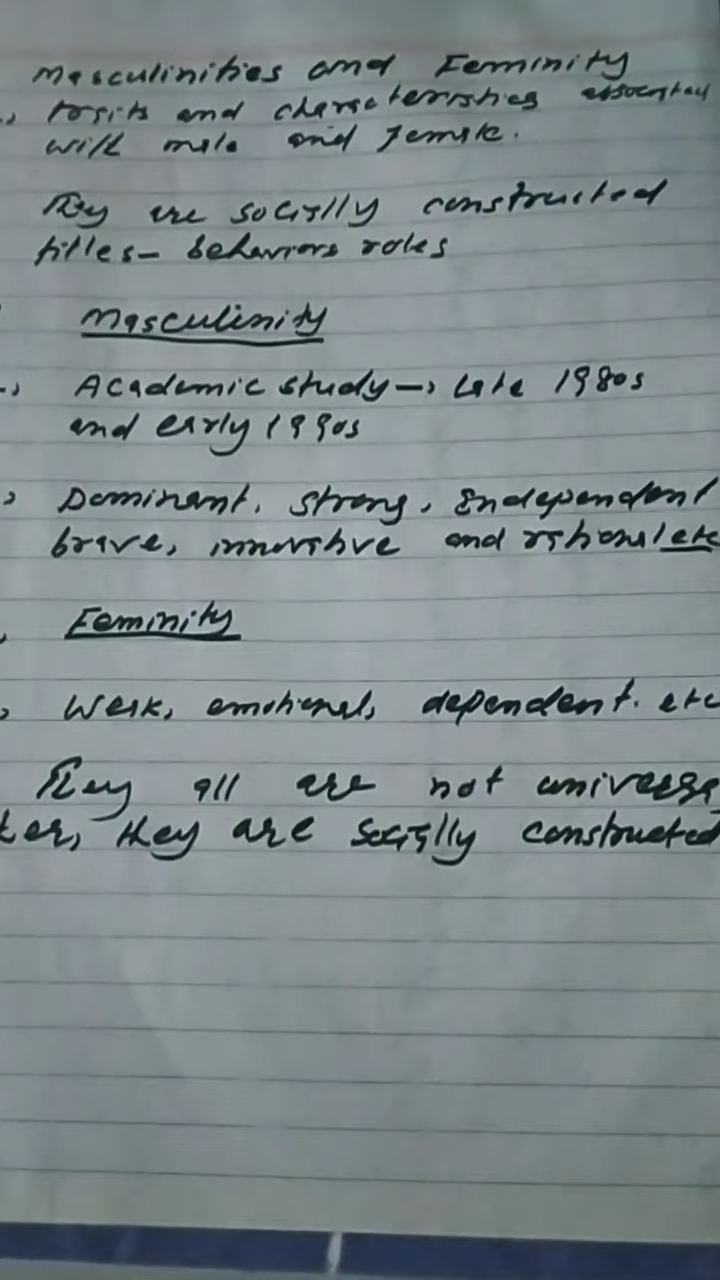 Masculinities and Feminity
traits and characteristics associated
with male and female.
They are socially constructed
titles- behaviors roles
Masculinity
→ Academic study → Late 1980s
and early 1990s
Dominant, strong, Independent
brave, innovative and rational etc
Feminity
Weak, emotional, dependent. etc
They all are not
they are socially constructed